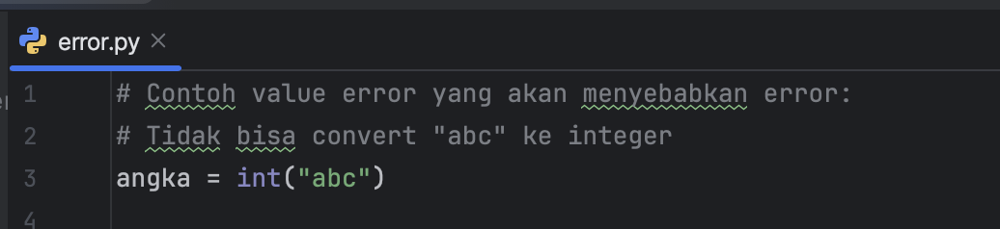 error.py
1 # Contoh value error yang akan menyebabkan error:
2 # Tidak bisa convert "abc" ke integer
3 angka = int("abc")
4